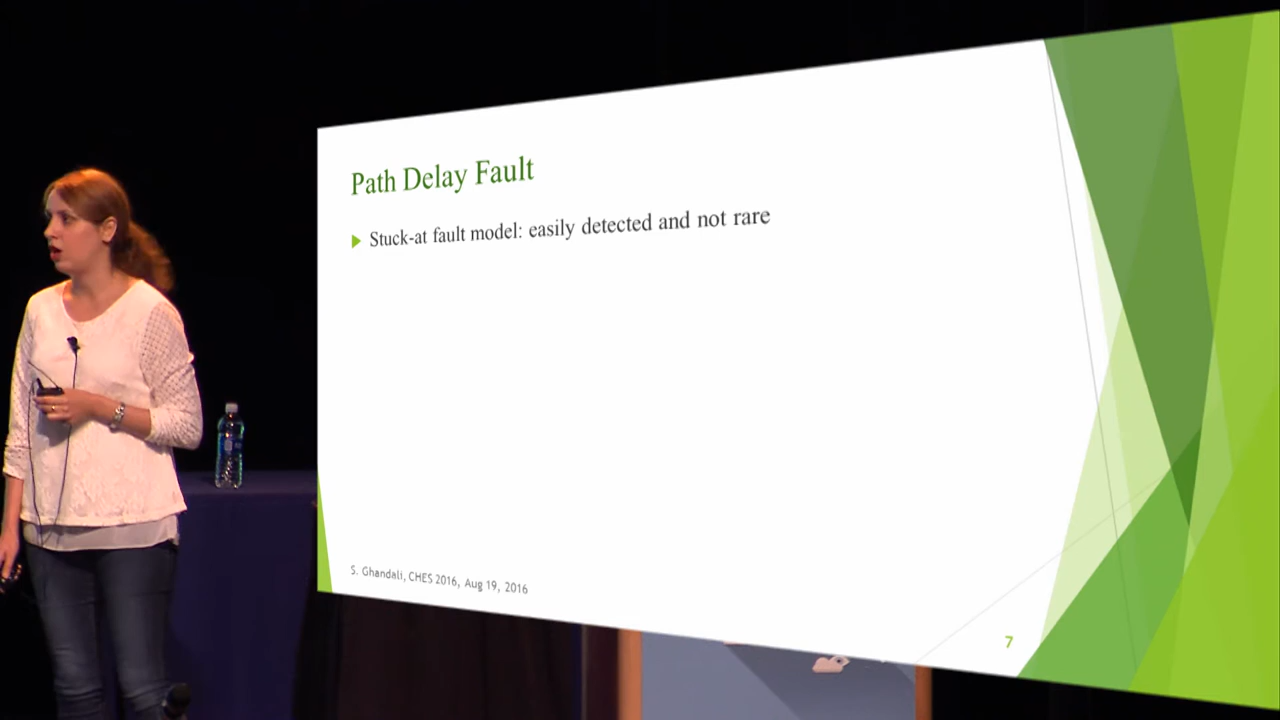 Path Delay Fault
Stuck-at fault model: easily detected and not rare
S. Ghandali, CHES 2016, Aug 19, 2016
7